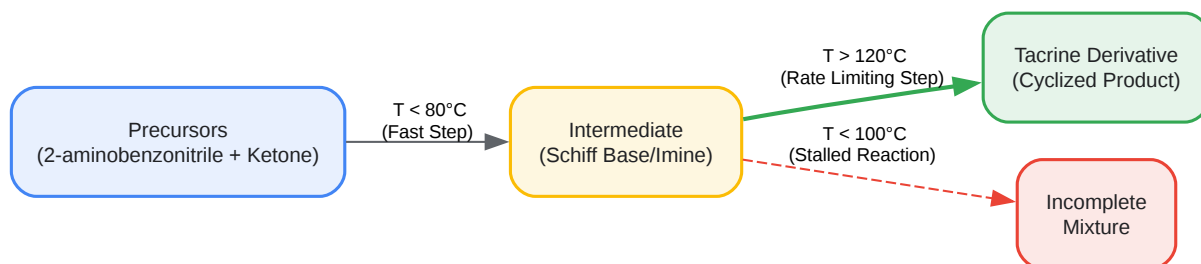 Precursors
(2-aminobenzonitrile + Ketone)
T < 80°C
(Fast Step)
Intermediate
(Schiff Base/Imine)
T > 120°C
(Rate Limiting Step)
Tacrine Derivative
(Cyclized Product)
T < 100°C
(Stalled Reaction)
Incomplete
Mixture